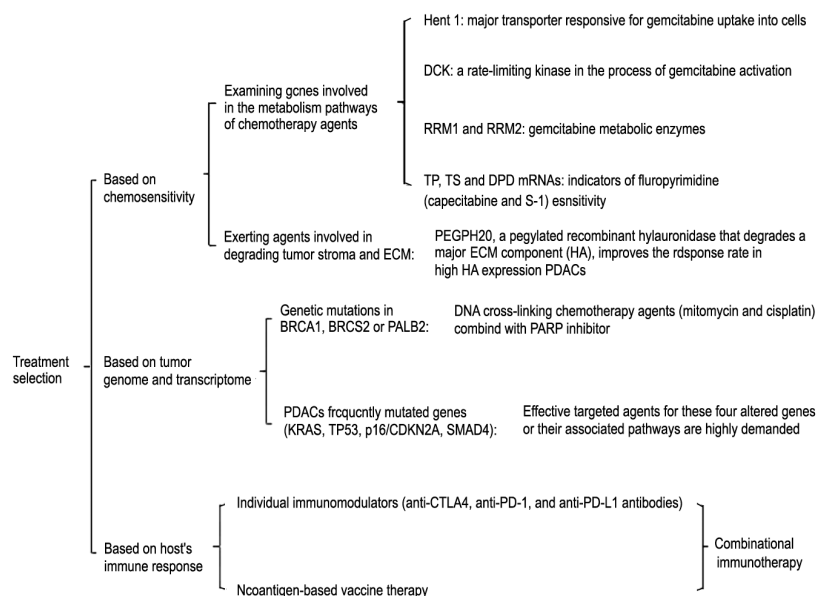 Hent 1: major transporter responsive for gemcitabine uptake into cells
DCK: a rate-limiting kinase in the process of gemcitabine activation
Examining gcnes involved
in the metabolism pathways
of chemotherapy agents
RRM1 and RRM2: gemcitabine metabolic enzymes
TP, TS and DPD mRNAs: indicators of fluropyrimidine
(capecitabine and S-1) esnsitivity
Based on
chemosensitivity
Exerting agents involved in
degrading tumor stroma and ECM:
PEGPH20, a pegylated recombinant hylauronidase that degrades a
major ECM component (HA), improves the rdsponse rate in
high HA expression PDACs
Genetic mutations in
BRCA1, BRCS2 or PALB2:
DNA cross-linking chemotherapy agents (mitomycin and cisplatin)
combind with PARP inhibitor
Treatment
selection
Based on tumor
genome and transcriptome
PDACs frcqucntly mutated genes
(KRAS, TP53, p16/CDKN2A, SMAD4):
Effective targeted agents for these four altered genes
or their associated pathways are highly demanded
Individual immunomodulators (anti-CTLA4, anti-PD-1, and anti-PD-L1 antibodies)
Based on host's
immune response
Combinational
immunotherapy
Ncoantigen-based vaccine therapy